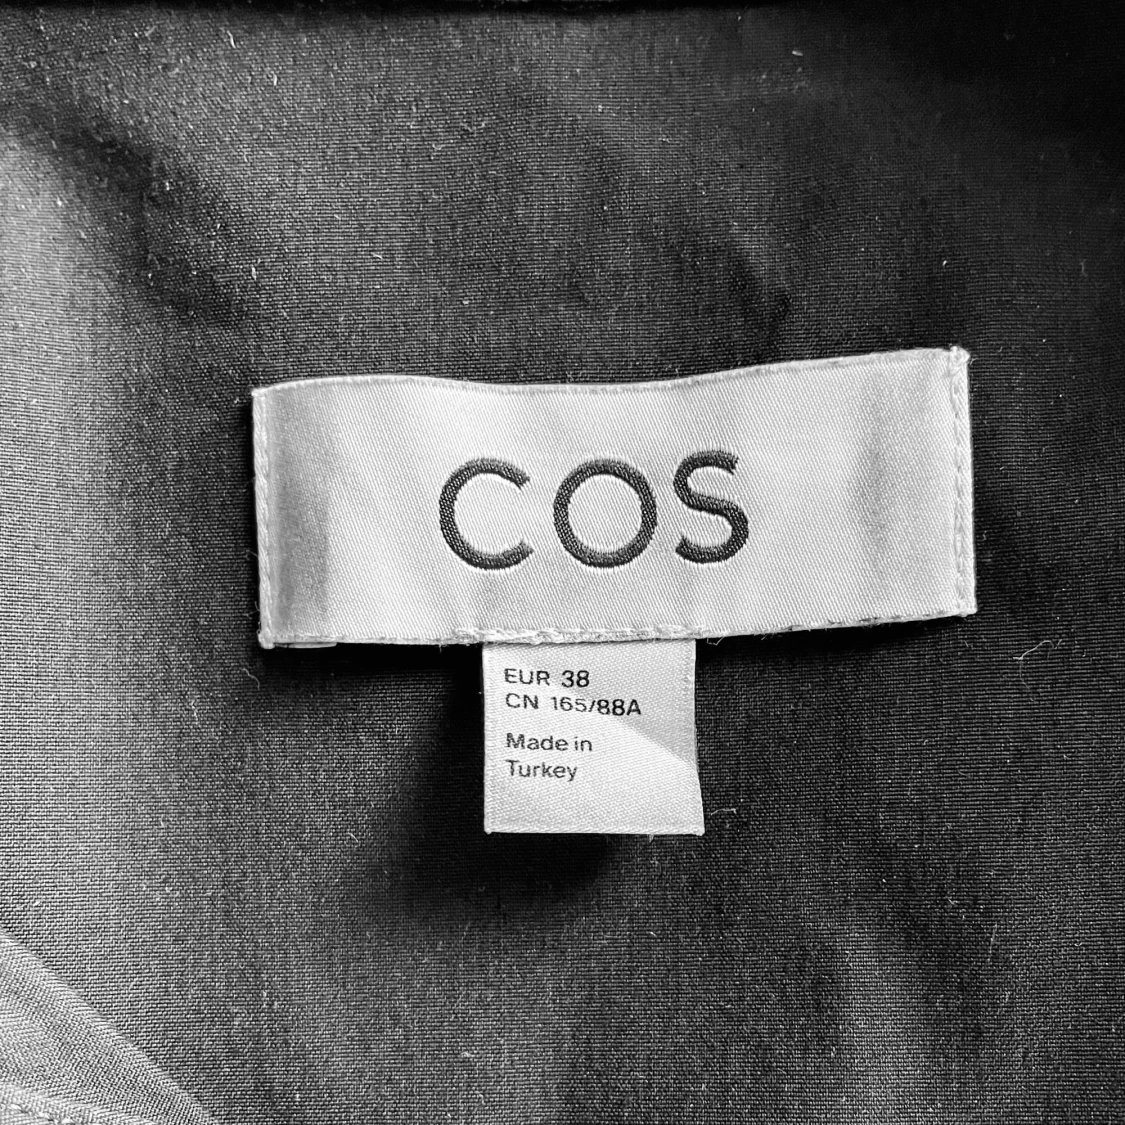 COS
EUR 38
CN 165/88A
Made in
Turkey